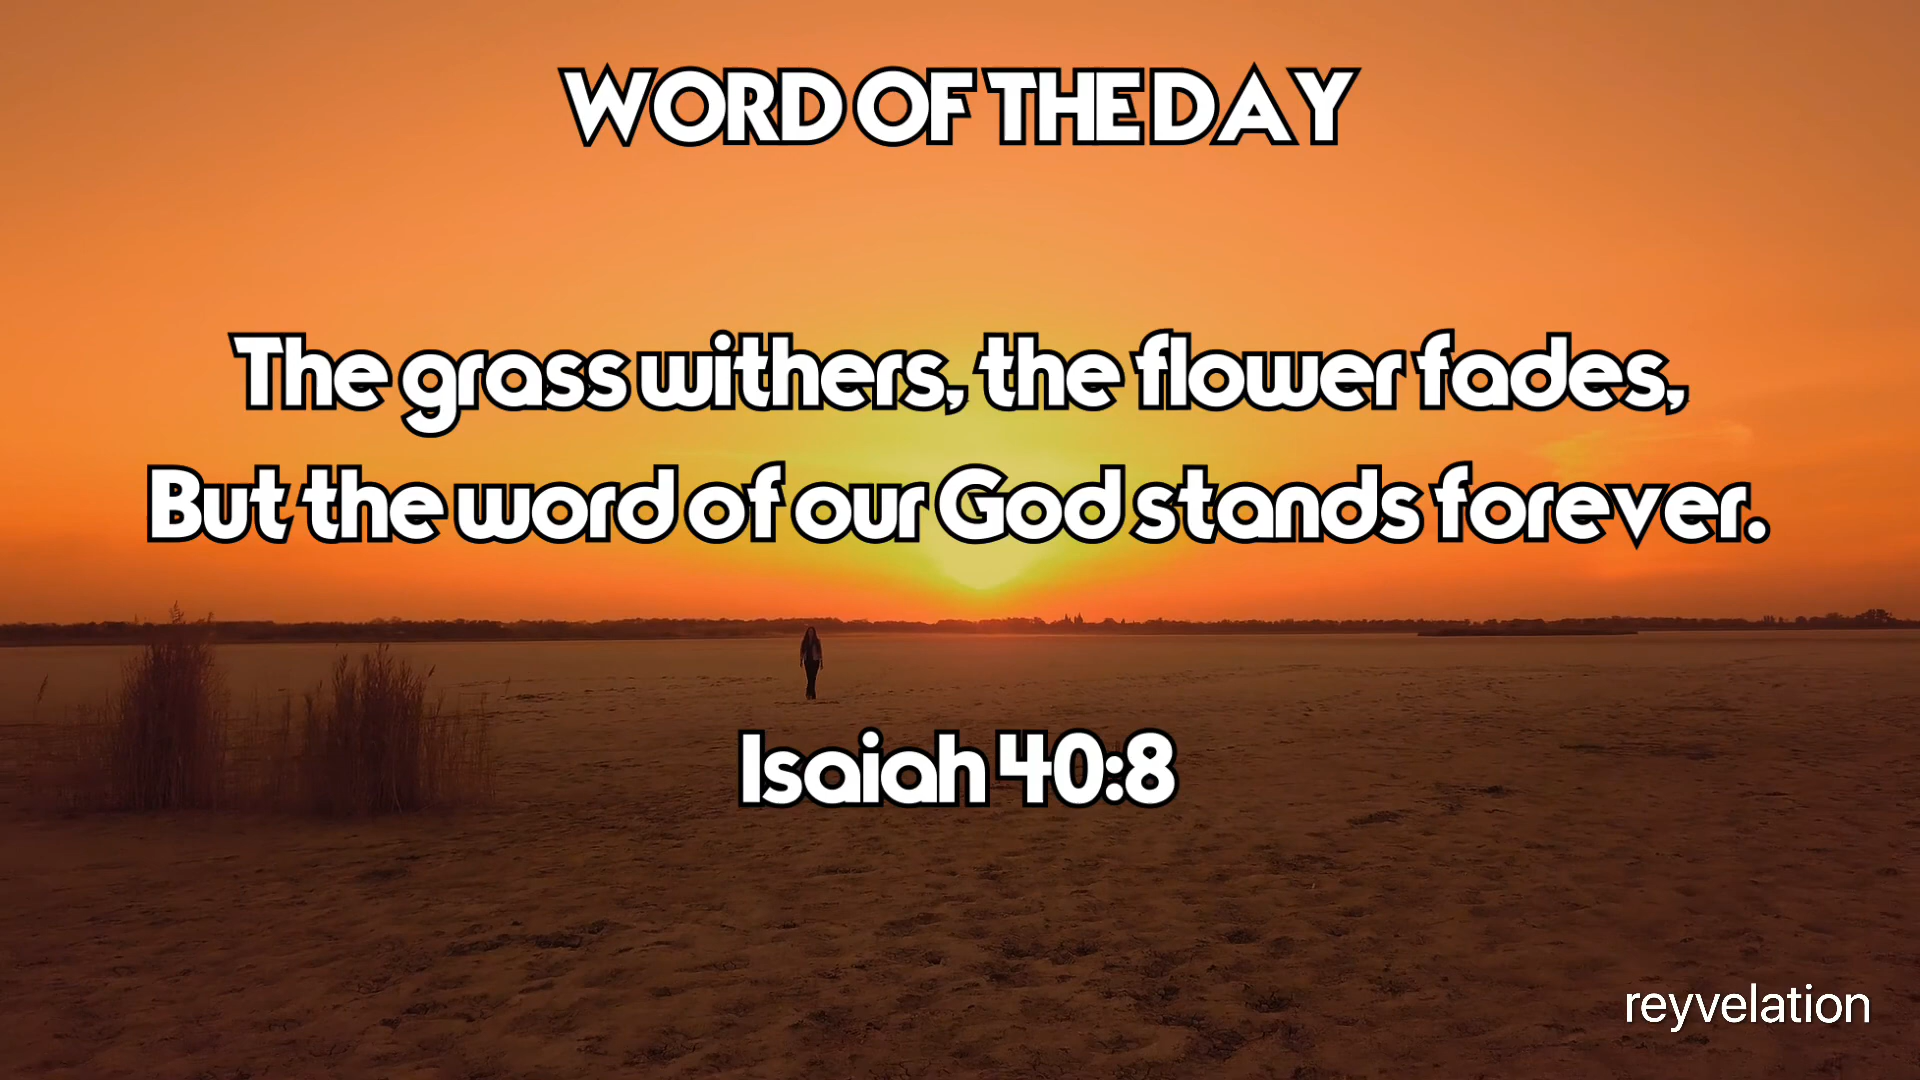 WORD OF THE DAY
The grass withers, the flower fades,
But the word of our God stands forever.
Isaiah 40:8
reyvelation